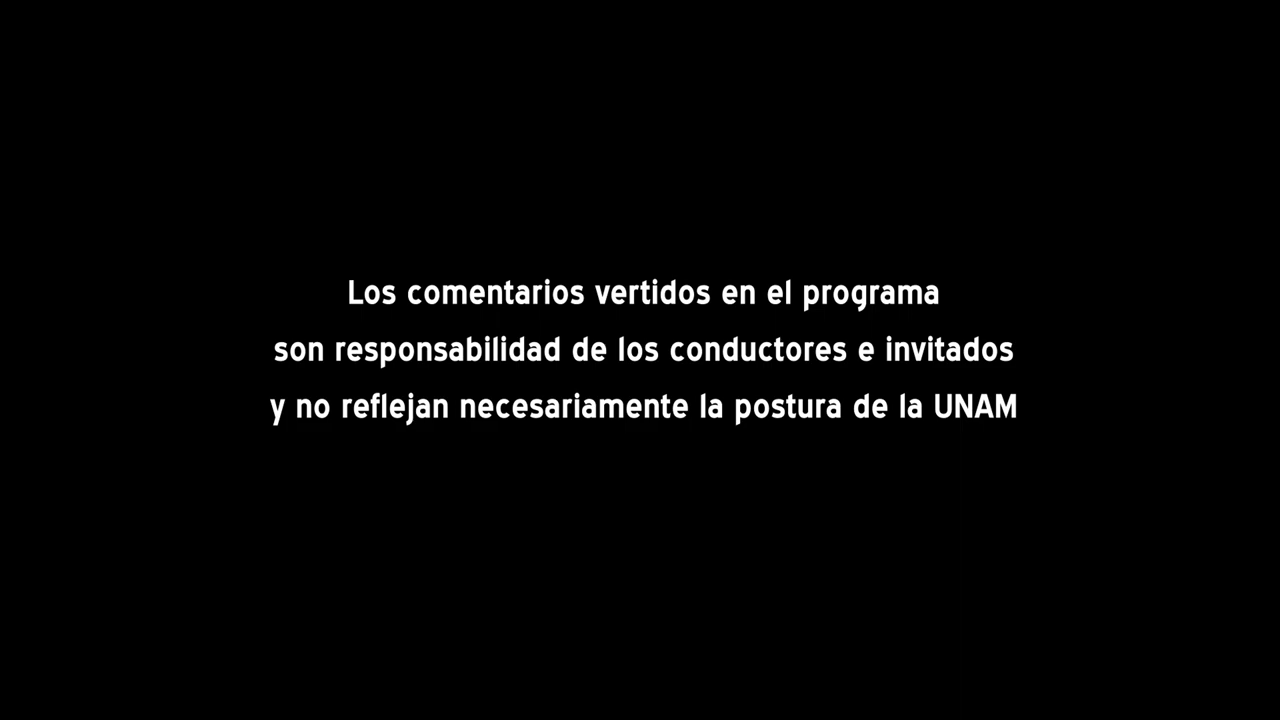 Los comentarios vertidos en el programa
son responsabilidad de los conductores e invitados
y no reflejan necesariamente la postura de la UNAM